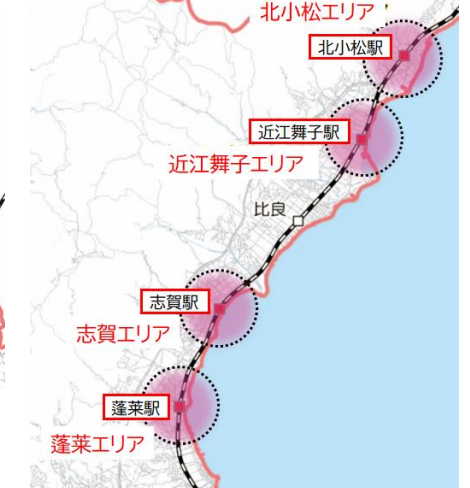 北小松エリア
北小松駅
近江舞子駅
近江舞子エリア
比良
志賀駅
志賀エリア
蓬莱駅
蓬莱エリア